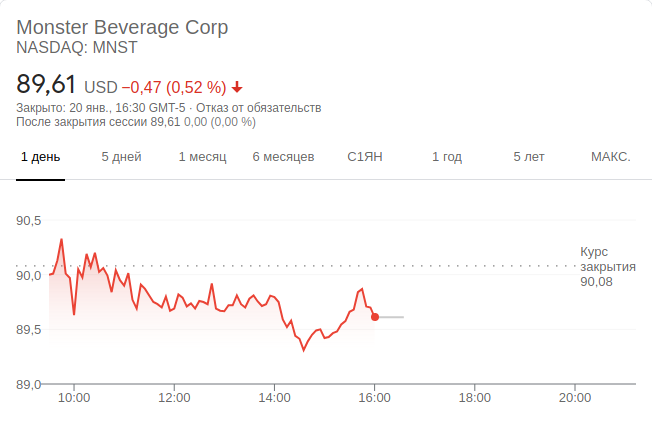 Monster Beverage Corp
NASDAQ: MNST
89,61 USD −0,47 (0,52 %)
Закрыто: 20 янв., 16:30 GMT-5 · Отказ от обязательств
После закрытия сессии 89,61 0,00 (0,00 %)
1 день 5 дней 1 месяц 6 месяцев С1ЯН 1 год 5 лет МАКС.
90,5
Курс
закрытия
90,08
90,0
89,5
89,0
10:00 12:00 14:00 16:00 18:00 20:00